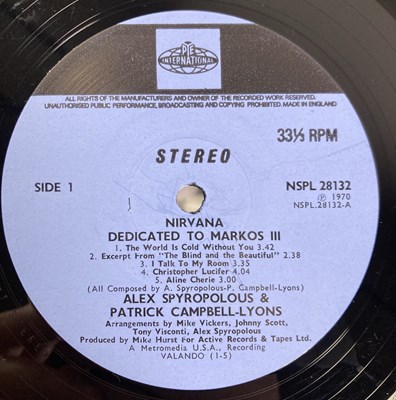 PYE
INTERNATIONAL
ALL RIGHTS OF THE MANUFACTURERS AND OWNER OF THE RECORDED WORK RESERVED.
UNAUTHORISED PUBLIC PERFORMANCE, BROADCASTING AND COPYING PROHIBITED. MADE IN ENGLAND
33⅓ RPM
STEREO
SIDE 1
NSPL 28132
Ⓟ 1970
NSPL.28132-A
NIRVANA
DEDICATED TO MARKOS III
1. The World Is Cold Without You 3.42
2. Excerpt From "The Blind and the Beautiful" 2.38
3. I Talk To My Room 3.35
4. Christopher Lucifer 4.04
5. Aline Cherie 3.00
(All Composed by A. Spyropolous-P. Campbell-Lyons)
ALEX SPYROPOLOUS &
PATRICK CAMPBELL-LYONS
Arrangements by Mike Vickers, Johnny Scott,
Tony Visconti, Alex Spyropolous
Produced by Mike Hurst For Active Records & Tapes Ltd.
A Metromedia U.S.A., Recording
VALANDO (1-5)